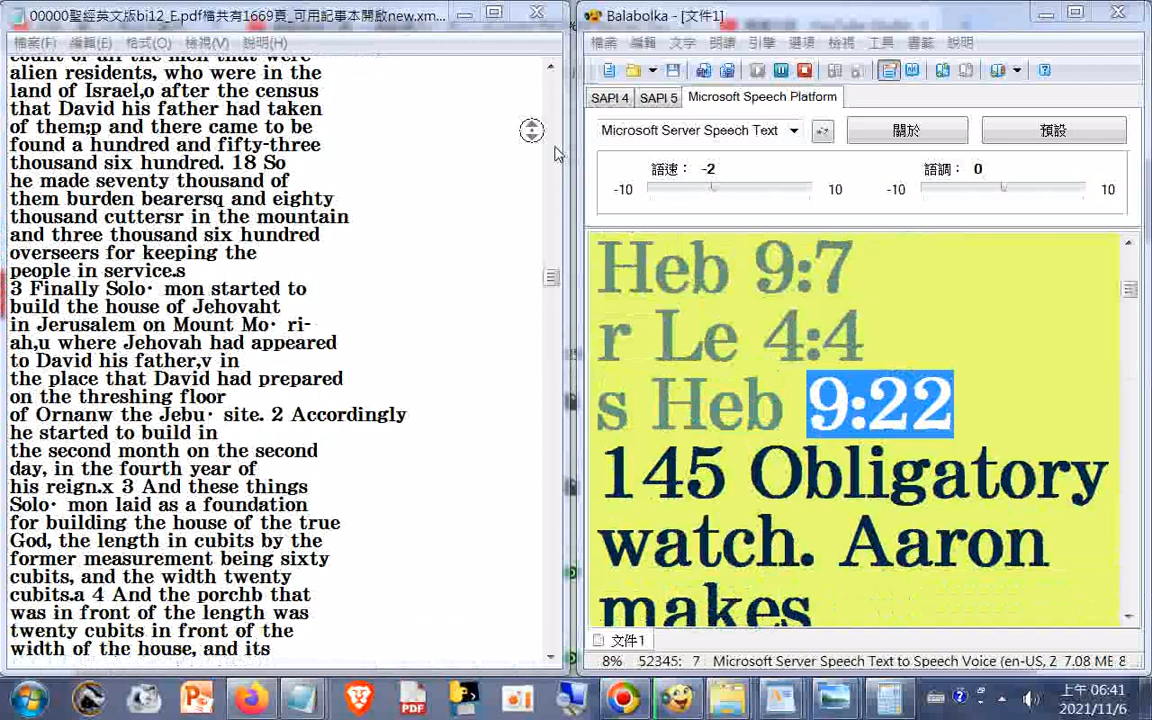 00000聖經英文版bi12_E.pdf檔共有1669頁_可用記事本開啟new.xm...
檔案(F) 編輯(E) 格式(O) 檢視(V) 說明(H)
count of all the men that were
alien residents, who were in the
land of Israel,o after the census
that David his father had taken
of them;p and there came to be
found a hundred and fifty-three
thousand six hundred. 18 So
he made seventy thousand of
them burden bearersq and eighty
thousand cuttersr in the mountain
and three thousand six hundred
overseers for keeping the
people in service.s
3 Finally Solo· mon started to
build the house of Jehovaht
in Jerusalem on Mount Mo· ri-
ah,u where Jehovah had appeared
to David his father,v in
the place that David had prepared
on the threshing floor
of Ornanw the Jebu· site. 2 Accordingly
he started to build in
the second month on the second
day, in the fourth year of
his reign.x 3 And these things
Solo· mon laid as a foundation
for building the house of the true
God, the length in cubits by the
former measurement being sixty
cubits, and the width twenty
cubits.a 4 And the porchb that
was in front of the length was
twenty cubits in front of the
width of the house, and its
Balabolka - [文件1]
檔案 編輯 文字 朗讀 引擎 選項 檢視 工具 書籤 說明
SAPI 4 SAPI 5 Microsoft Speech Platform
Microsoft Server Speech Text 關於 預設
語速： -2 語調： 0
-10 10 -10 10
Heb 9:7
r Le 4:4
s Heb 9:22
145 Obligatory
watch. Aaron
makes
文件1
8% 52345: 7 Microsoft Server Speech Text to Speech Voice (en-US, 2 7.08 MB 8
PDF
上午 06:41
2021/11/6